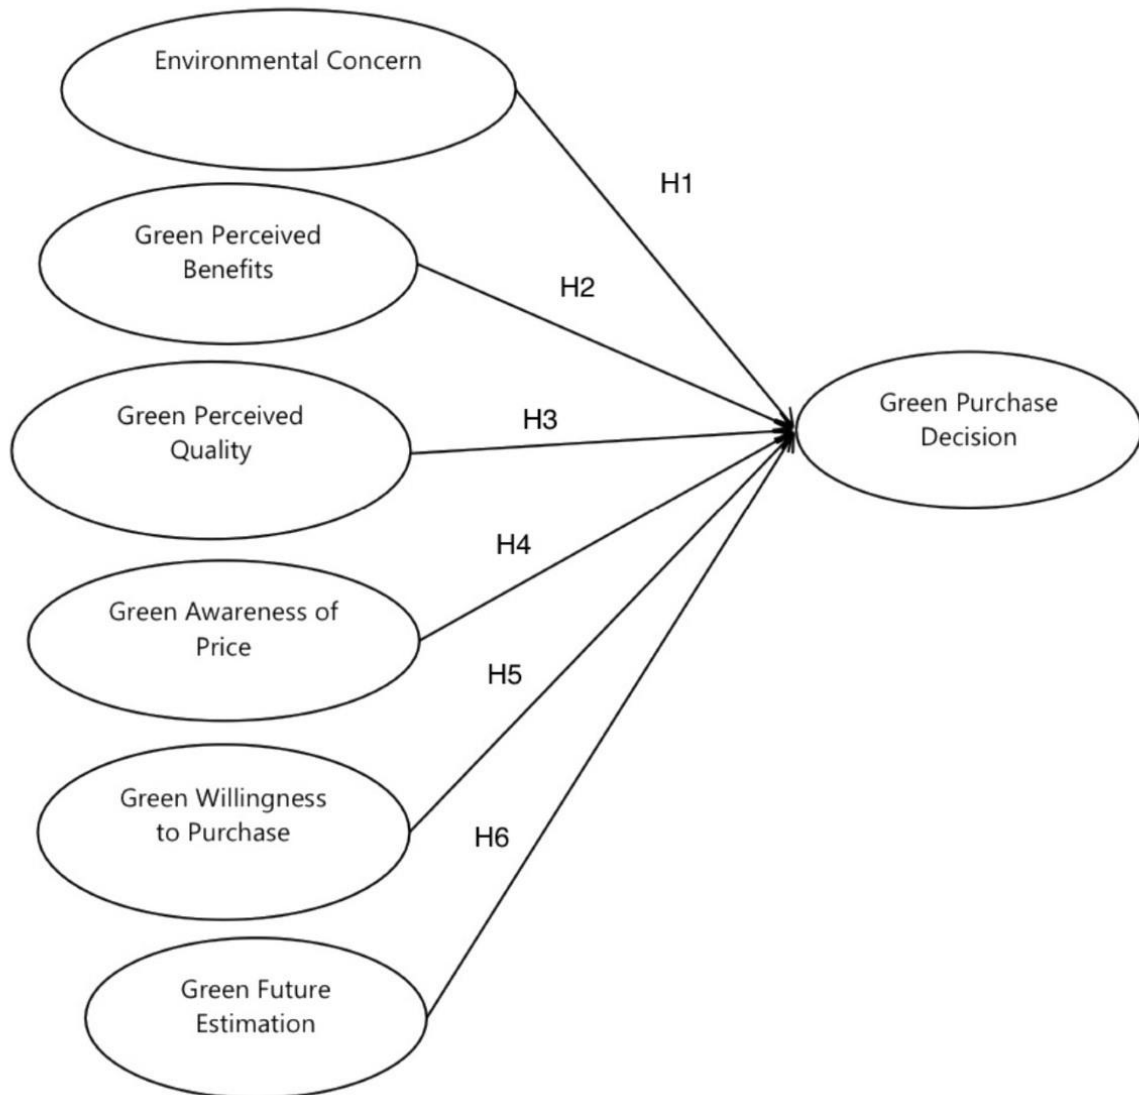 Environmental Concern
H1
Green Perceived
Benefits
H2
Green Perceived
Quality
H3
Green Purchase
Decision
H4
Green Awareness of
Price
H5
Green Willingness
to Purchase
H6
Green Future
Estimation